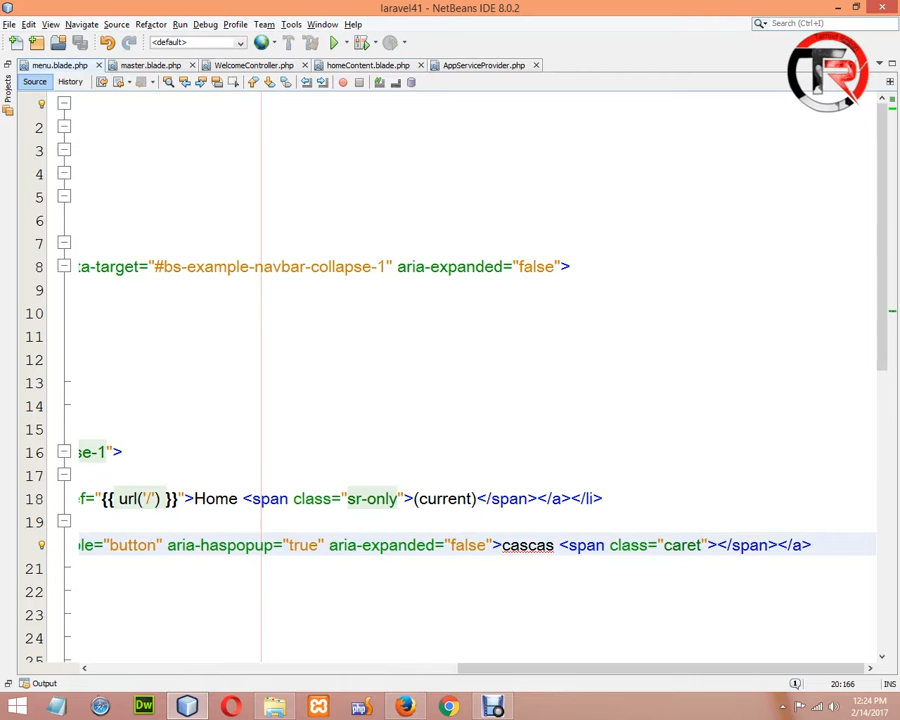 laravel41 - NetBeans IDE 8.0.2
File Edit View Navigate Source Refactor Run Debug Profile Team Tools Window Help
Search (Ctrl+I)
<default>
menu.blade.php master.blade.php WelcomeController.php homeContent.blade.php AppServiceProvider.php
Source History
Projects
TR
2
3
4
5
6
7
8 ta-target="#bs-example-navbar-collapse-1" aria-expanded="false">
9
10
11
12
13
14
16 se-1">
17
18 ef="{{ url('/') }}">Home <span class="sr-only">(current)</span></a></li>
19
ole="button" aria-haspopup="true" aria-expanded="false">cascas <span class="caret"></span></a>
21
22
23
24
25
Output
20:166 INS
Dw
12:24 PM
2/14/2017